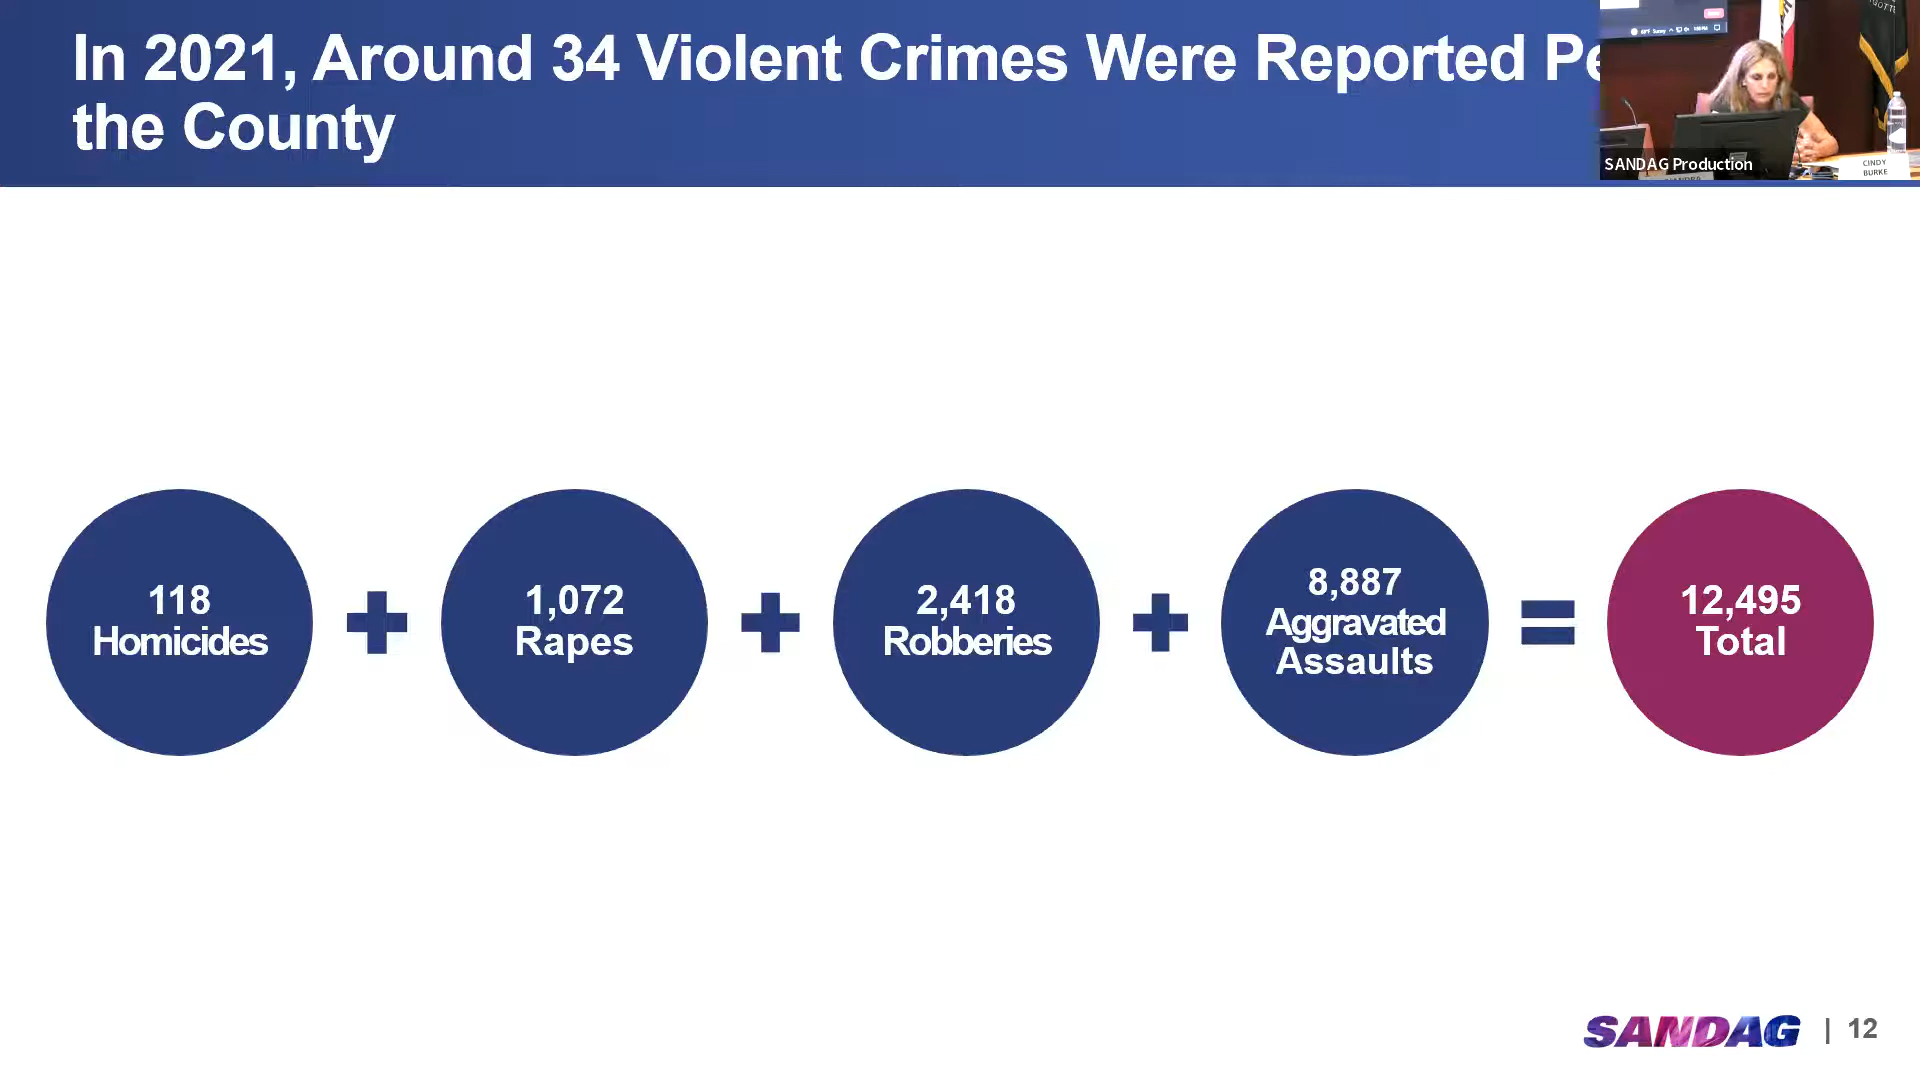 In 2021, Around 34 Violent Crimes Were Reported
the County
SANDAG Production
CINDY
BURKE
118
Homicides
1,072
Rapes
2,418
Robberies
8,887
Aggravated
Assaults
12,495
Total
SANDAG | 12